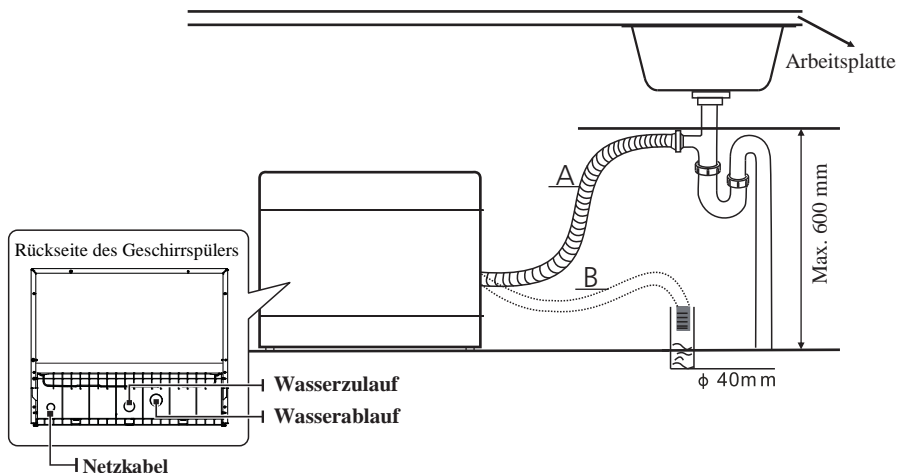 Arbeitsplatte
A
Max. 600 mm
Rückseite des Geschirrspülers
B
ϕ 40mm
Wasserzulauf
Wasserablauf
Netzkabel